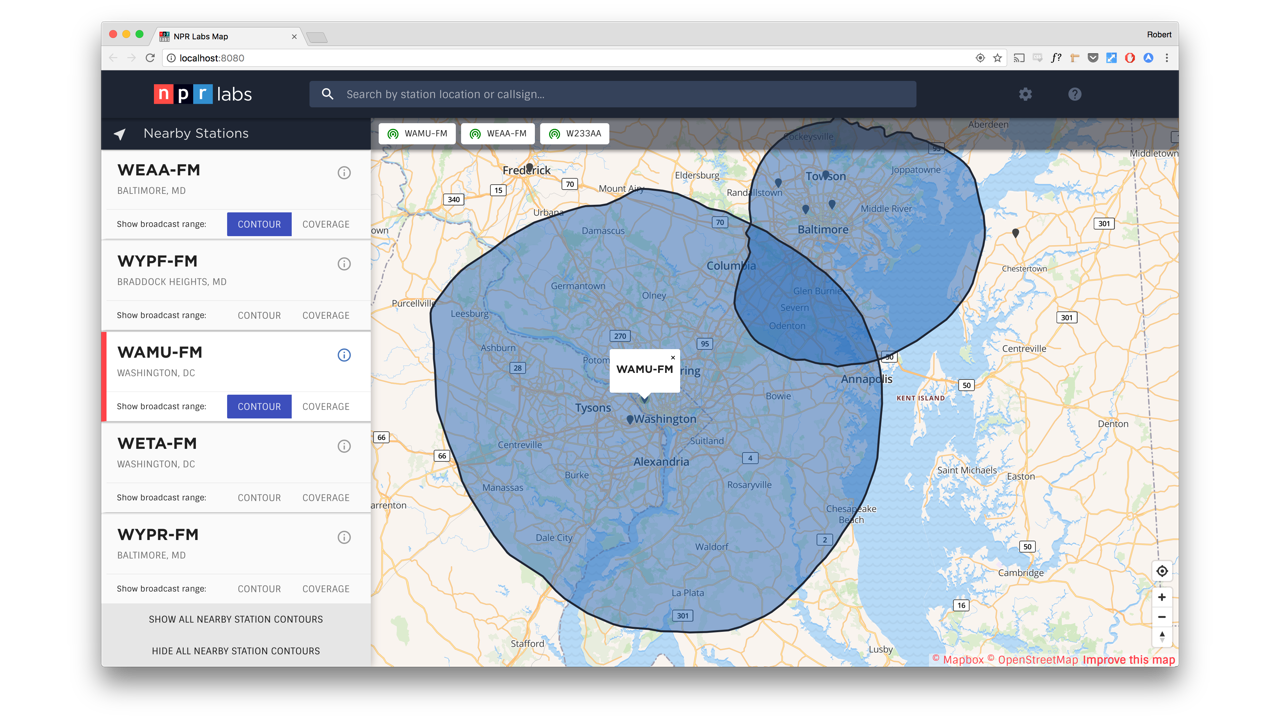 NPR Labs Map
Robert
localhost:8080
f?
npr labs
Search by station location or callsign...
Nearby Stations
WEAA-FM
BALTIMORE, MD
Show broadcast range: CONTOUR COVERAGE
WYPF-FM
BRADDOCK HEIGHTS, MD
Show broadcast range: CONTOUR COVERAGE
WAMU-FM
WASHINGTON, DC
Show broadcast range: CONTOUR COVERAGE
WETA-FM
WASHINGTON, DC
Show broadcast range: CONTOUR COVERAGE
WYPR-FM
BALTIMORE, MD
Show broadcast range: CONTOUR COVERAGE
SHOW ALL NEARBY STATION CONTOURS
HIDE ALL NEARBY STATION CONTOURS
WAMU-FM WEAA-FM W233AA
Cockeysville
Aberdeen
Middletown
Frederick
70
15
340
Mount Airy
Eldersburg
Randallstown
Towson
Joppatowne
Urbana
Damascus
70
Middle River
Baltimore
301
own
Columbia
Chestertown
Germantown
Olney
Glen Burnie
Severn
Odenton
Purcellville
Leesburg
301
270
95
Ashburn
28
Potom
ring
WAMU-FM
50
Centreville
Annapolis
50
KENT ISLAND
Bowie
Tysons
Washington
Denton
66
Centreville
Suitland
66
4
Alexandria
Burke
Rosaryville
Saint Michaels
Easton
Manassas
arrenton
Chesapeake
Beach
Dale City
2
Waldorf
50
Cambridge
La Plata
16
301
Stafford
Lusby
© Mapbox © OpenStreetMap Improve this map